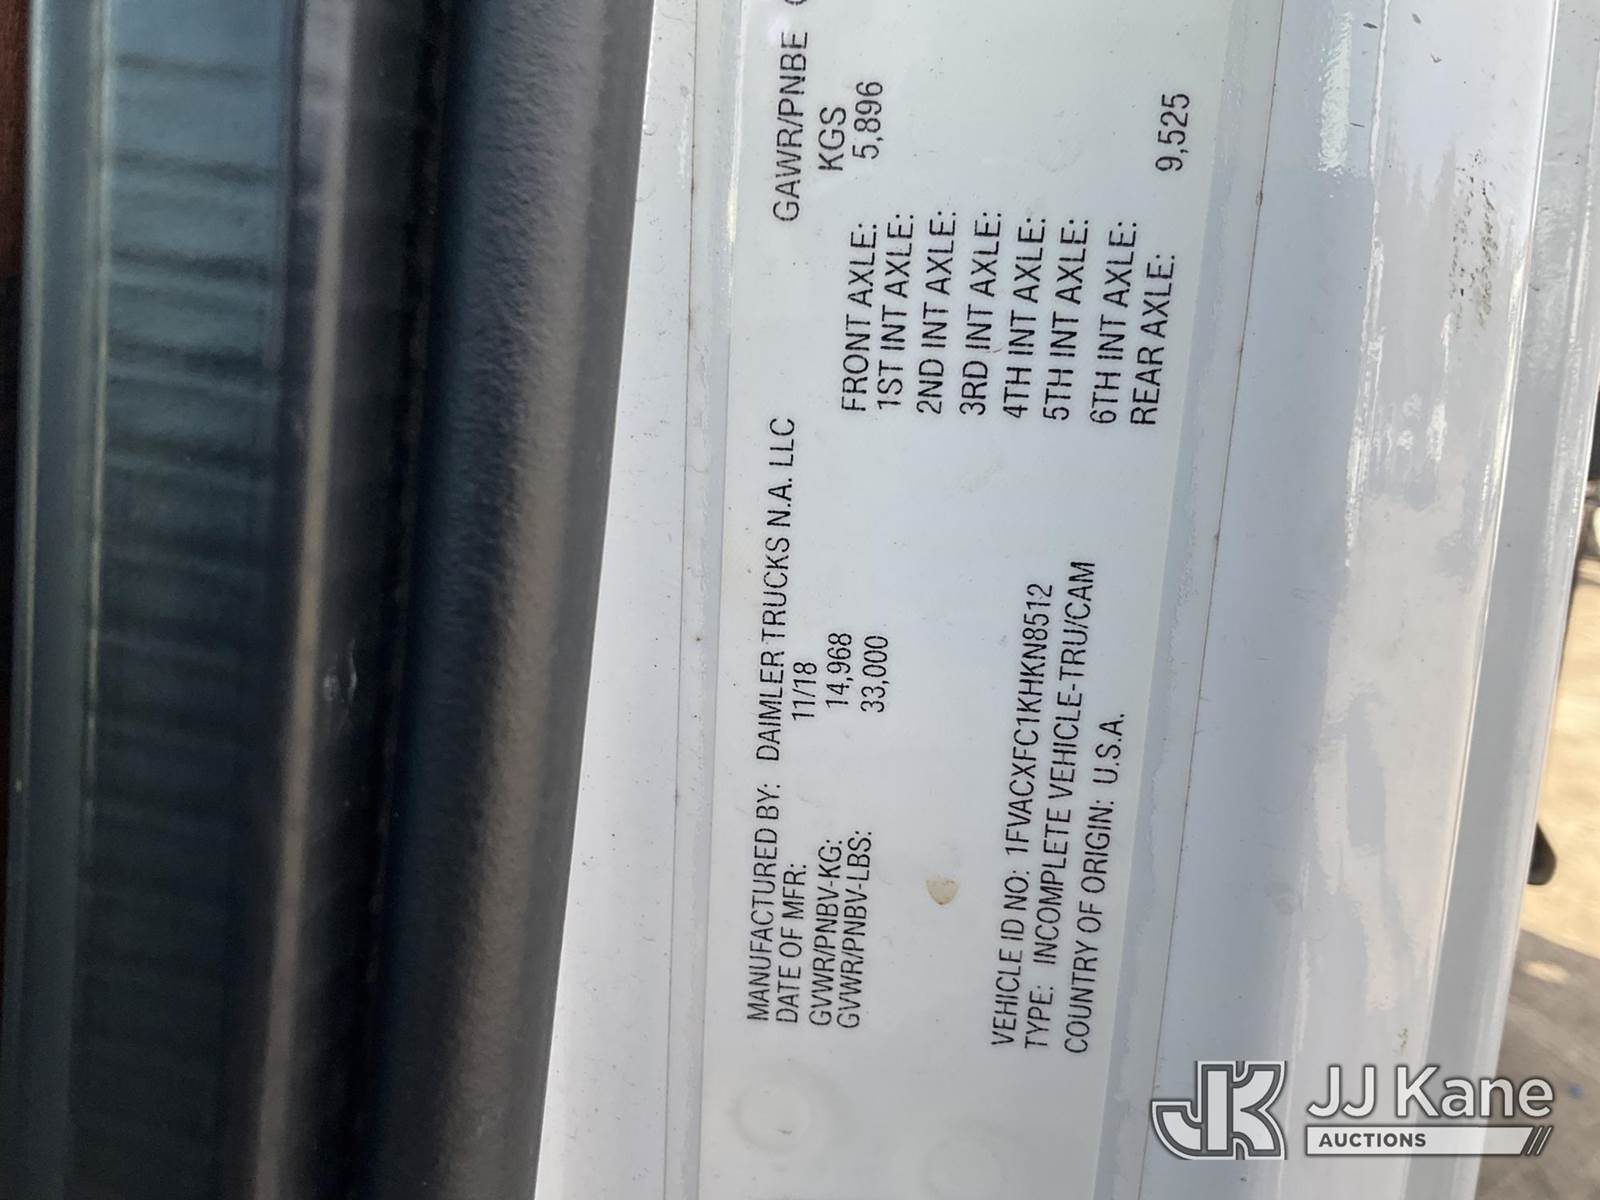 MANUFACTURED BY: DAIMLER TRUCKS N.A. LLC
DATE OF MFR: 11/18
GVWR/PNBV-KG: 14,968
GVWR/PNBV-LBS: 33,000
VEHICLE ID NO: 1FVACXFC1KHKN8512
TYPE: INCOMPLETE VEHICLE-TRU/CAM
COUNTRY OF ORIGIN: U.S.A.
GAWR/PNBE
KGS
FRONT AXLE: 5,896
1ST INT AXLE:
2ND INT AXLE:
3RD INT AXLE:
4TH INT AXLE:
5TH INT AXLE:
6TH INT AXLE:
REAR AXLE: 9,525
JK
JJ Kane
AUCTIONS